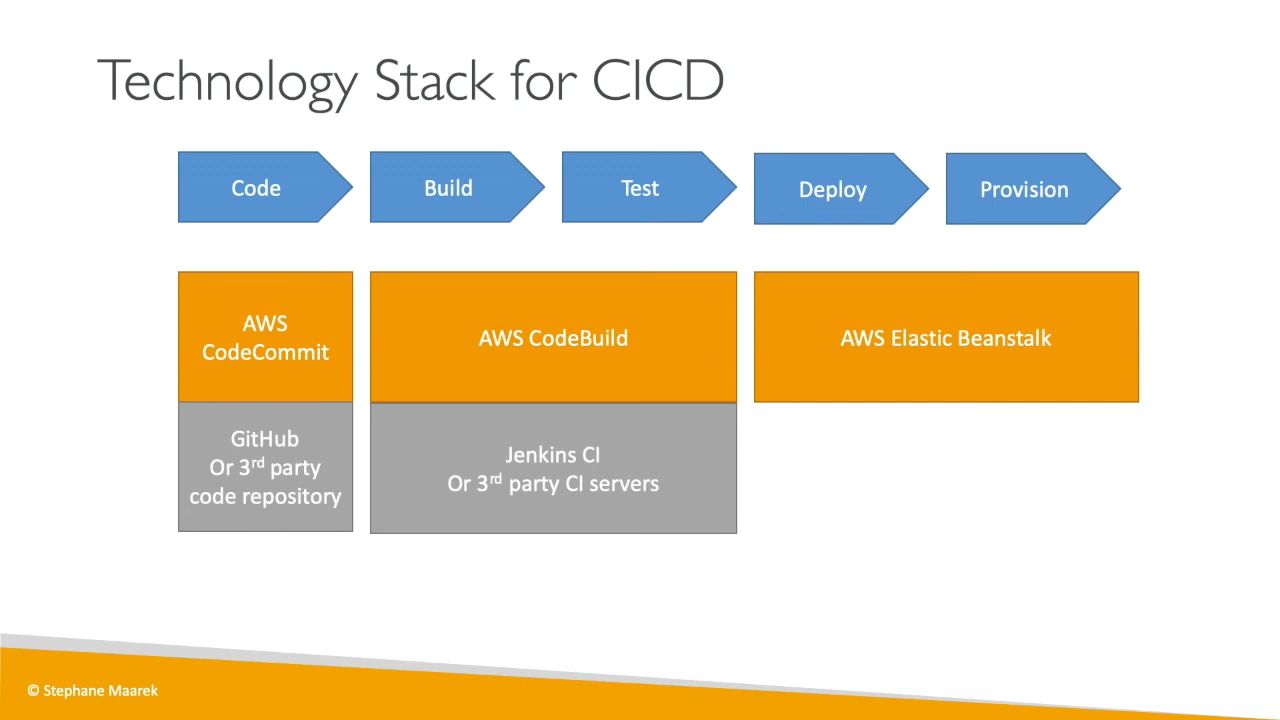 Technology Stack for CICD
Code
Build
Test
Deploy
Provision
AWS
CodeCommit
AWS CodeBuild
AWS Elastic Beanstalk
GitHub
Or 3rd party
code repository
Jenkins CI
Or 3rd party CI servers
© Stephane Maarek